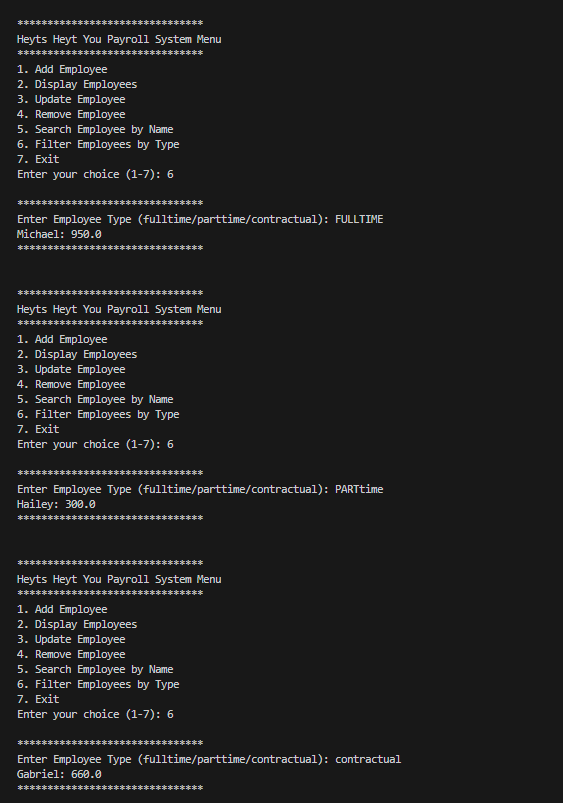 *******************************
Heyts Heyt You Payroll System Menu
*******************************
1. Add Employee
2. Display Employees
3. Update Employee
4. Remove Employee
5. Search Employee by Name
6. Filter Employees by Type
7. Exit
Enter your choice (1-7): 6
*******************************
Enter Employee Type (fulltime/parttime/contractual): FULLTIME
Michael: 950.0
*******************************
*******************************
Heyts Heyt You Payroll System Menu
*******************************
1. Add Employee
2. Display Employees
3. Update Employee
4. Remove Employee
5. Search Employee by Name
6. Filter Employees by Type
7. Exit
Enter your choice (1-7): 6
*******************************
Enter Employee Type (fulltime/parttime/contractual): PARTtime
Hailey: 300.0
*******************************
*******************************
Heyts Heyt You Payroll System Menu
*******************************
1. Add Employee
2. Display Employees
3. Update Employee
4. Remove Employee
5. Search Employee by Name
6. Filter Employees by Type
7. Exit
Enter your choice (1-7): 6
*******************************
Enter Employee Type (fulltime/parttime/contractual): contractual
Gabriel: 660.0
*******************************